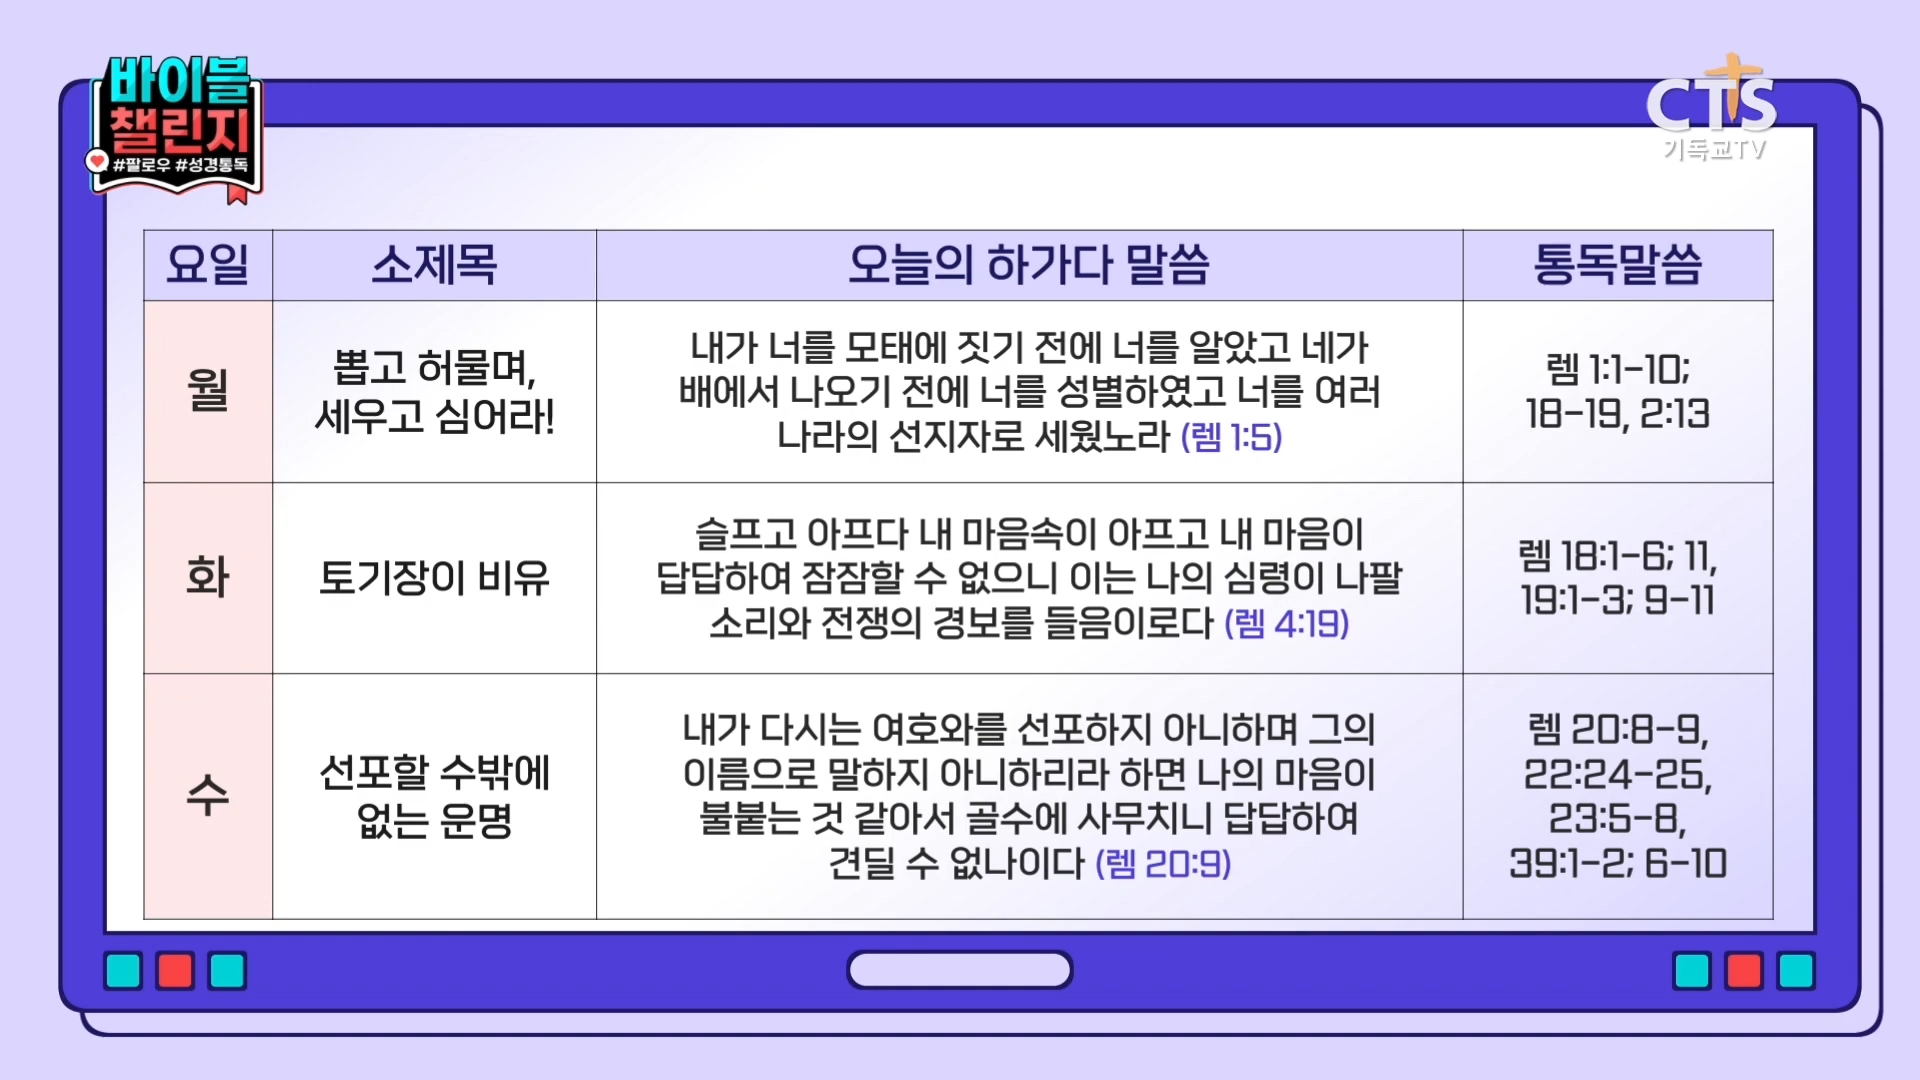 바이블
챌린지
#팔로우 #성경통독
CTS
기독교TV
요일 소제목 오늘의 하가다 말씀 통독말씀
월
뽑고 허물며,
세우고 심어라!
내가 너를 모태에 짓기 전에 너를 알았고 네가
배에서 나오기 전에 너를 성별하였고 너를 여러
나라의 선지자로 세웠노라 (렘 1:5)
렘 1:1-10;
18-19, 2:13
화
토기장이 비유
슬프고 아프다 내 마음속이 아프고 내 마음이
답답하여 잠잠할 수 없으니 이는 나의 심령이 나팔
소리와 전쟁의 경보를 들음이로다 (렘 4:19)
렘 18:1-6; 11,
19:1-3; 9-11
수
선포할 수밖에
없는 운명
내가 다시는 여호와를 선포하지 아니하며 그의
이름으로 말하지 아니하리라 하면 나의 마음이
불붙는 것 같아서 골수에 사무치니 답답하여
견딜 수 없나이다 (렘 20:9)
렘 20:8-9,
22:24-25,
23:5-8,
39:1-2; 6-10